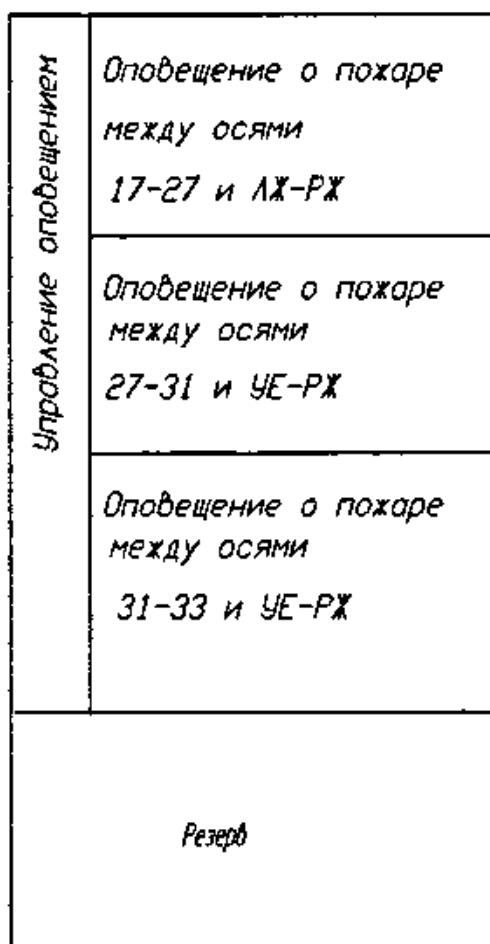 Управление оповещением
Оповещение о пожаре
между осями
17-27 и ЛЖ-РЖ
Оповещение о пожаре
между осями
27-31 и УЕ-РЖ
Оповещение о пожаре
между осями
31-33 и УЕ-РЖ
Резерв